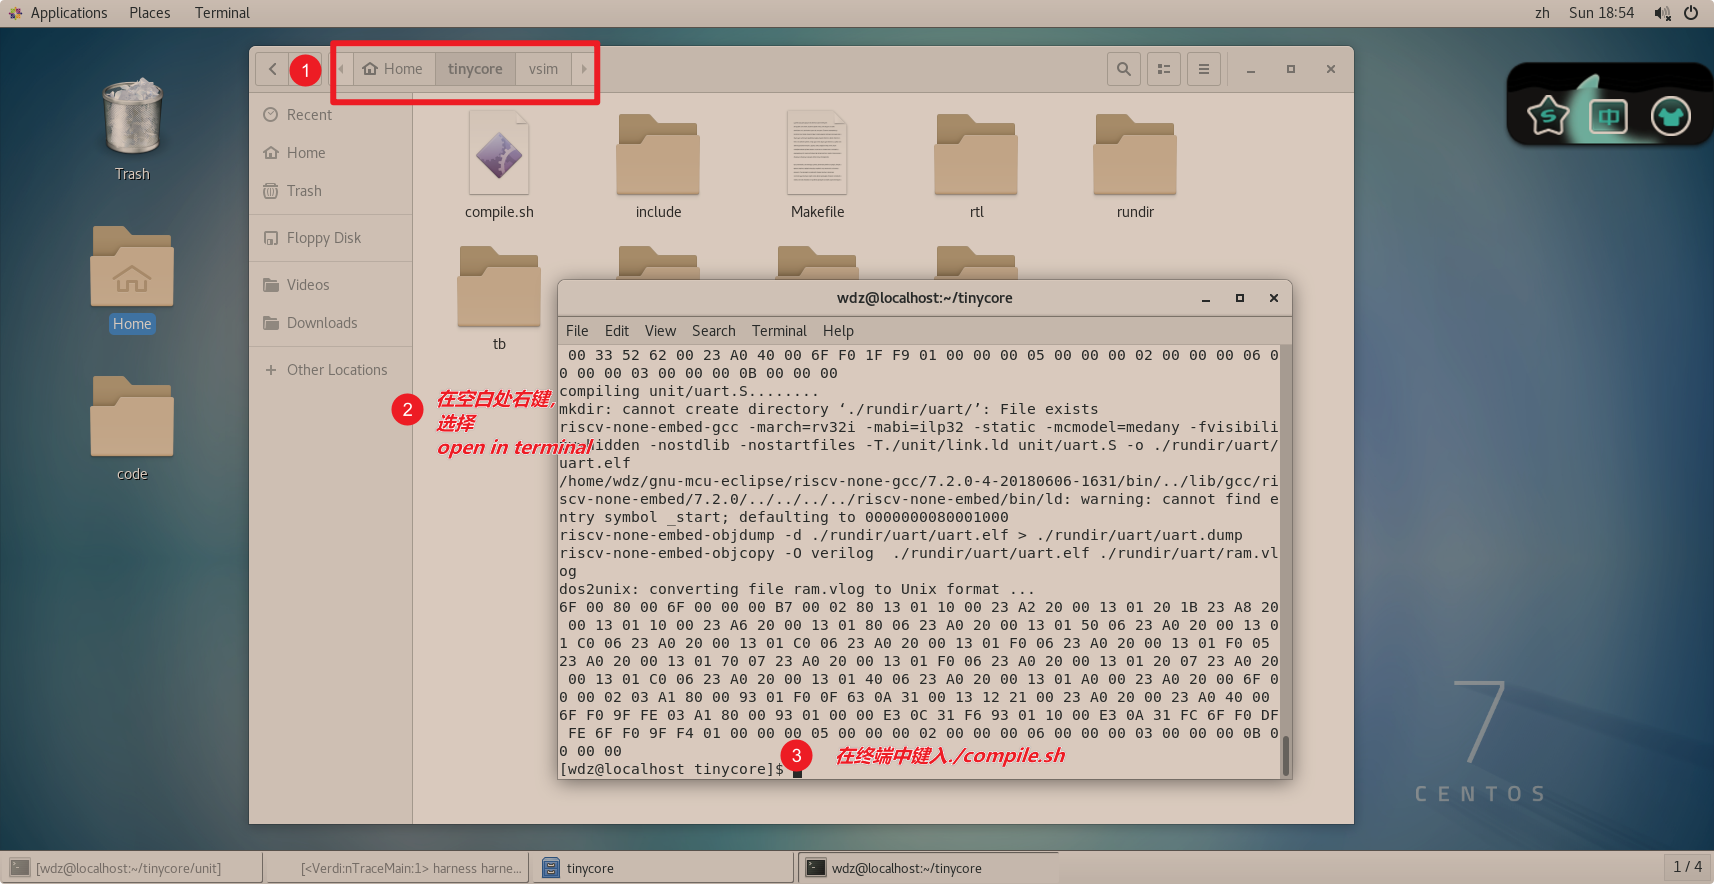 Applications Places Terminal
zh Sun 18:54
1
Home tinycore vsim
Recent
Home
Trash
Floppy Disk
Videos
Downloads
Other Locations
Trash
Home
code
compile.sh
include
Makefile
rtl
rundir
tb
2
在空白处右键,
选择
open in terminal
wdz@localhost:~/tinycore
File Edit View Search Terminal Help
00 33 52 62 00 23 A0 40 00 6F F0 1F F9 01 00 00 00 05 00 00 00 02 00 00 00 06 0
0 00 00 03 00 00 00 0B 00 00 00
compiling unit/uart.S........
mkdir: cannot create directory ‘./rundir/uart/’: File exists
riscv-none-embed-gcc -march=rv32i -mabi=ilp32 -static -mcmodel=medany -fvisibili
hidden -nostdlib -nostartfiles -T./unit/link.ld unit/uart.S -o ./rundir/uart/
uart.elf
/home/wdz/gnu-mcu-eclipse/riscv-none-gcc/7.2.0-4-20180606-1631/bin/../lib/gcc/ri
scv-none-embed/7.2.0/../../../../riscv-none-embed/bin/ld: warning: cannot find e
ntry symbol _start; defaulting to 0000000080001000
riscv-none-embed-objdump -d ./rundir/uart/uart.elf > ./rundir/uart/uart.dump
riscv-none-embed-objcopy -O verilog  ./rundir/uart/uart.elf ./rundir/uart/ram.vl
og
dos2unix: converting file ram.vlog to Unix format ...
6F 00 80 00 6F 00 00 00 B7 00 02 80 13 01 10 00 23 A2 20 00 13 01 20 1B 23 A8 20
00 13 01 10 00 23 A6 20 00 13 01 80 06 23 A0 20 00 13 01 50 06 23 A0 20 00 13 0
1 C0 06 23 A0 20 00 13 01 C0 06 23 A0 20 00 13 01 F0 06 23 A0 20 00 13 01 F0 05
23 A0 20 00 13 01 70 07 23 A0 20 00 13 01 F0 06 23 A0 20 00 13 01 20 07 23 A0 20
00 13 01 C0 06 23 A0 20 00 13 01 40 06 23 A0 20 00 13 01 A0 00 23 A0 20 00 6F 0
0 00 02 03 A1 80 00 93 01 F0 0F 63 0A 31 00 13 12 21 00 23 A0 20 00 23 A0 40 00
6F F0 9F FE 03 A1 80 00 93 01 00 00 E3 0C 31 F6 93 01 10 00 E3 0A 31 FC 6F F0 DF
FE 6F F0 9F F4 01 00 00 00 05 00 00 00 02 00 00 00 06 00 00 00 03 00 00 00 0B 0
0 00 00
[wdz@localhost tinycore]$
3
在终端中键入./compile.sh
S
中
7
CENTOS
[wdz@localhost:~/tinycore/unit]
[<Verdi:nTraceMain:1> harness harne...
tinycore
wdz@localhost:~/tinycore
1 / 4